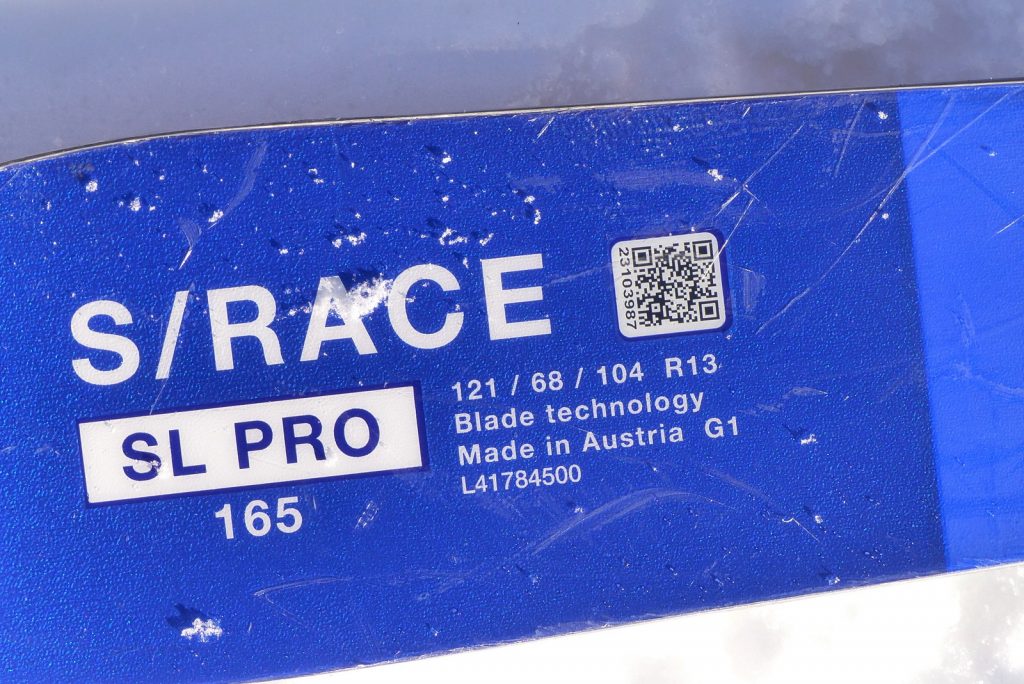 S/RACE
SL PRO
165
23103987
121 / 68 / 104 R13
Blade technology
Made in Austria G1
L41784500